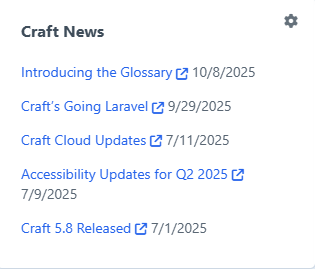 Craft News
Introducing the Glossary 10/8/2025
Craft’s Going Laravel 9/29/2025
Craft Cloud Updates 7/11/2025
Accessibility Updates for Q2 2025
7/9/2025
Craft 5.8 Released 7/1/2025